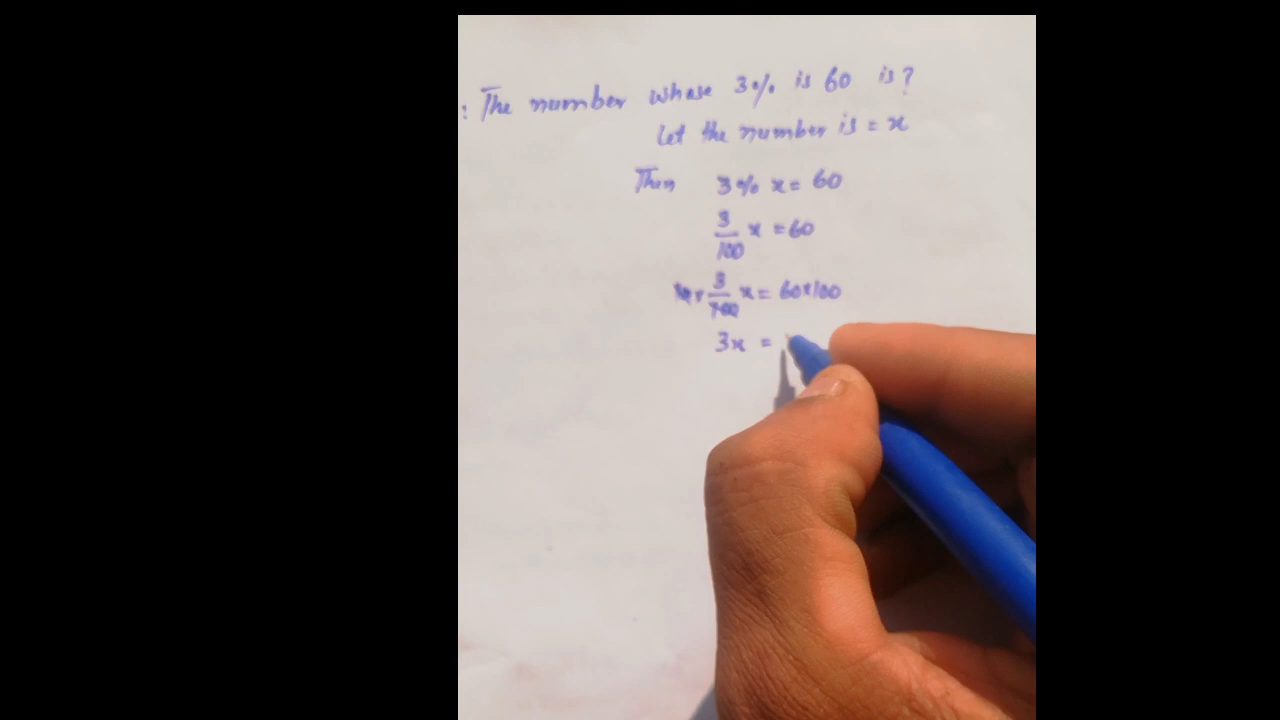 : The number whose 3% is 60 is?
Let the number is = x
Then 3% x = 60
3/100 x = 60
× 3/100 x = 60×100
3x =